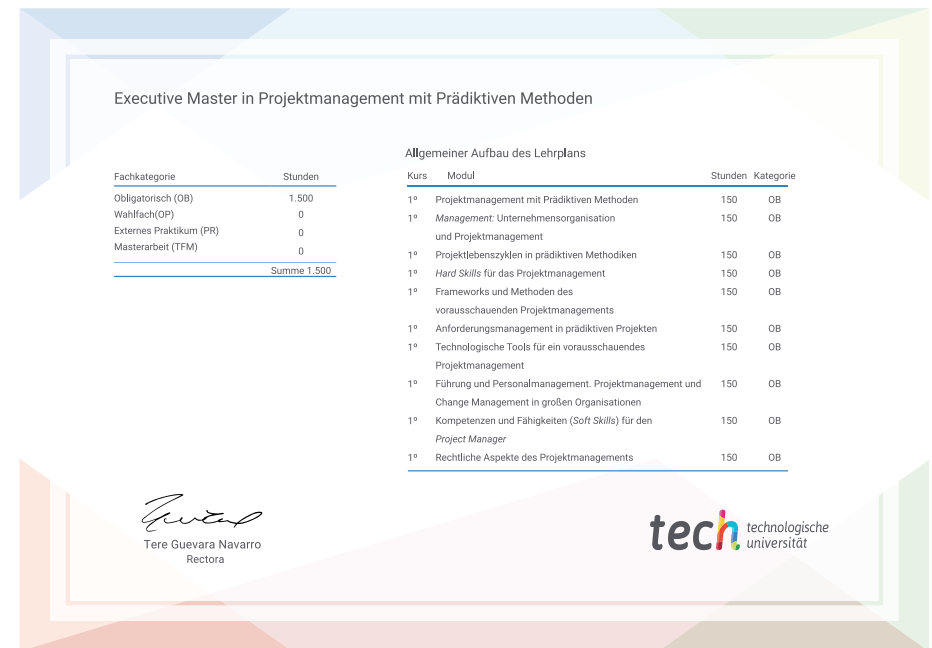 Executive Master in Projektmanagement mit Prädiktiven Methoden
Fachkategorie Stunden
Obligatorisch (OB) 1.500
Wahlfach(OP) 0
Externes Praktikum (PR) 0
Masterarbeit (TFM) 0
Summe 1.500
Allgemeiner Aufbau des Lehrplans
Kurs Modul Stunden Kategorie
1º Projektmanagement mit Prädiktiven Methoden 150 OB
1º Management: Unternehmensorganisation 150 OB
und Projektmanagement
1º Projektlebenszyklen in prädiktiven Methodiken 150 OB
1º Hard Skills für das Projektmanagement 150 OB
1º Frameworks und Methoden des 150 OB
vorausschauenden Projektmanagements
1º Anforderungsmanagement in prädiktiven Projekten 150 OB
1º Technologische Tools für ein vorausschauendes 150 OB
Projektmanagement
1º Führung und Personalmanagement. Projektmanagement und 150 OB
Change Management in großen Organisationen
1º Kompetenzen und Fähigkeiten (Soft Skills) für den 150 OB
Project Manager
1º Rechtliche Aspekte des Projektmanagements 150 OB
Tere Guevara Navarro
Rectora
tech technologische
universität